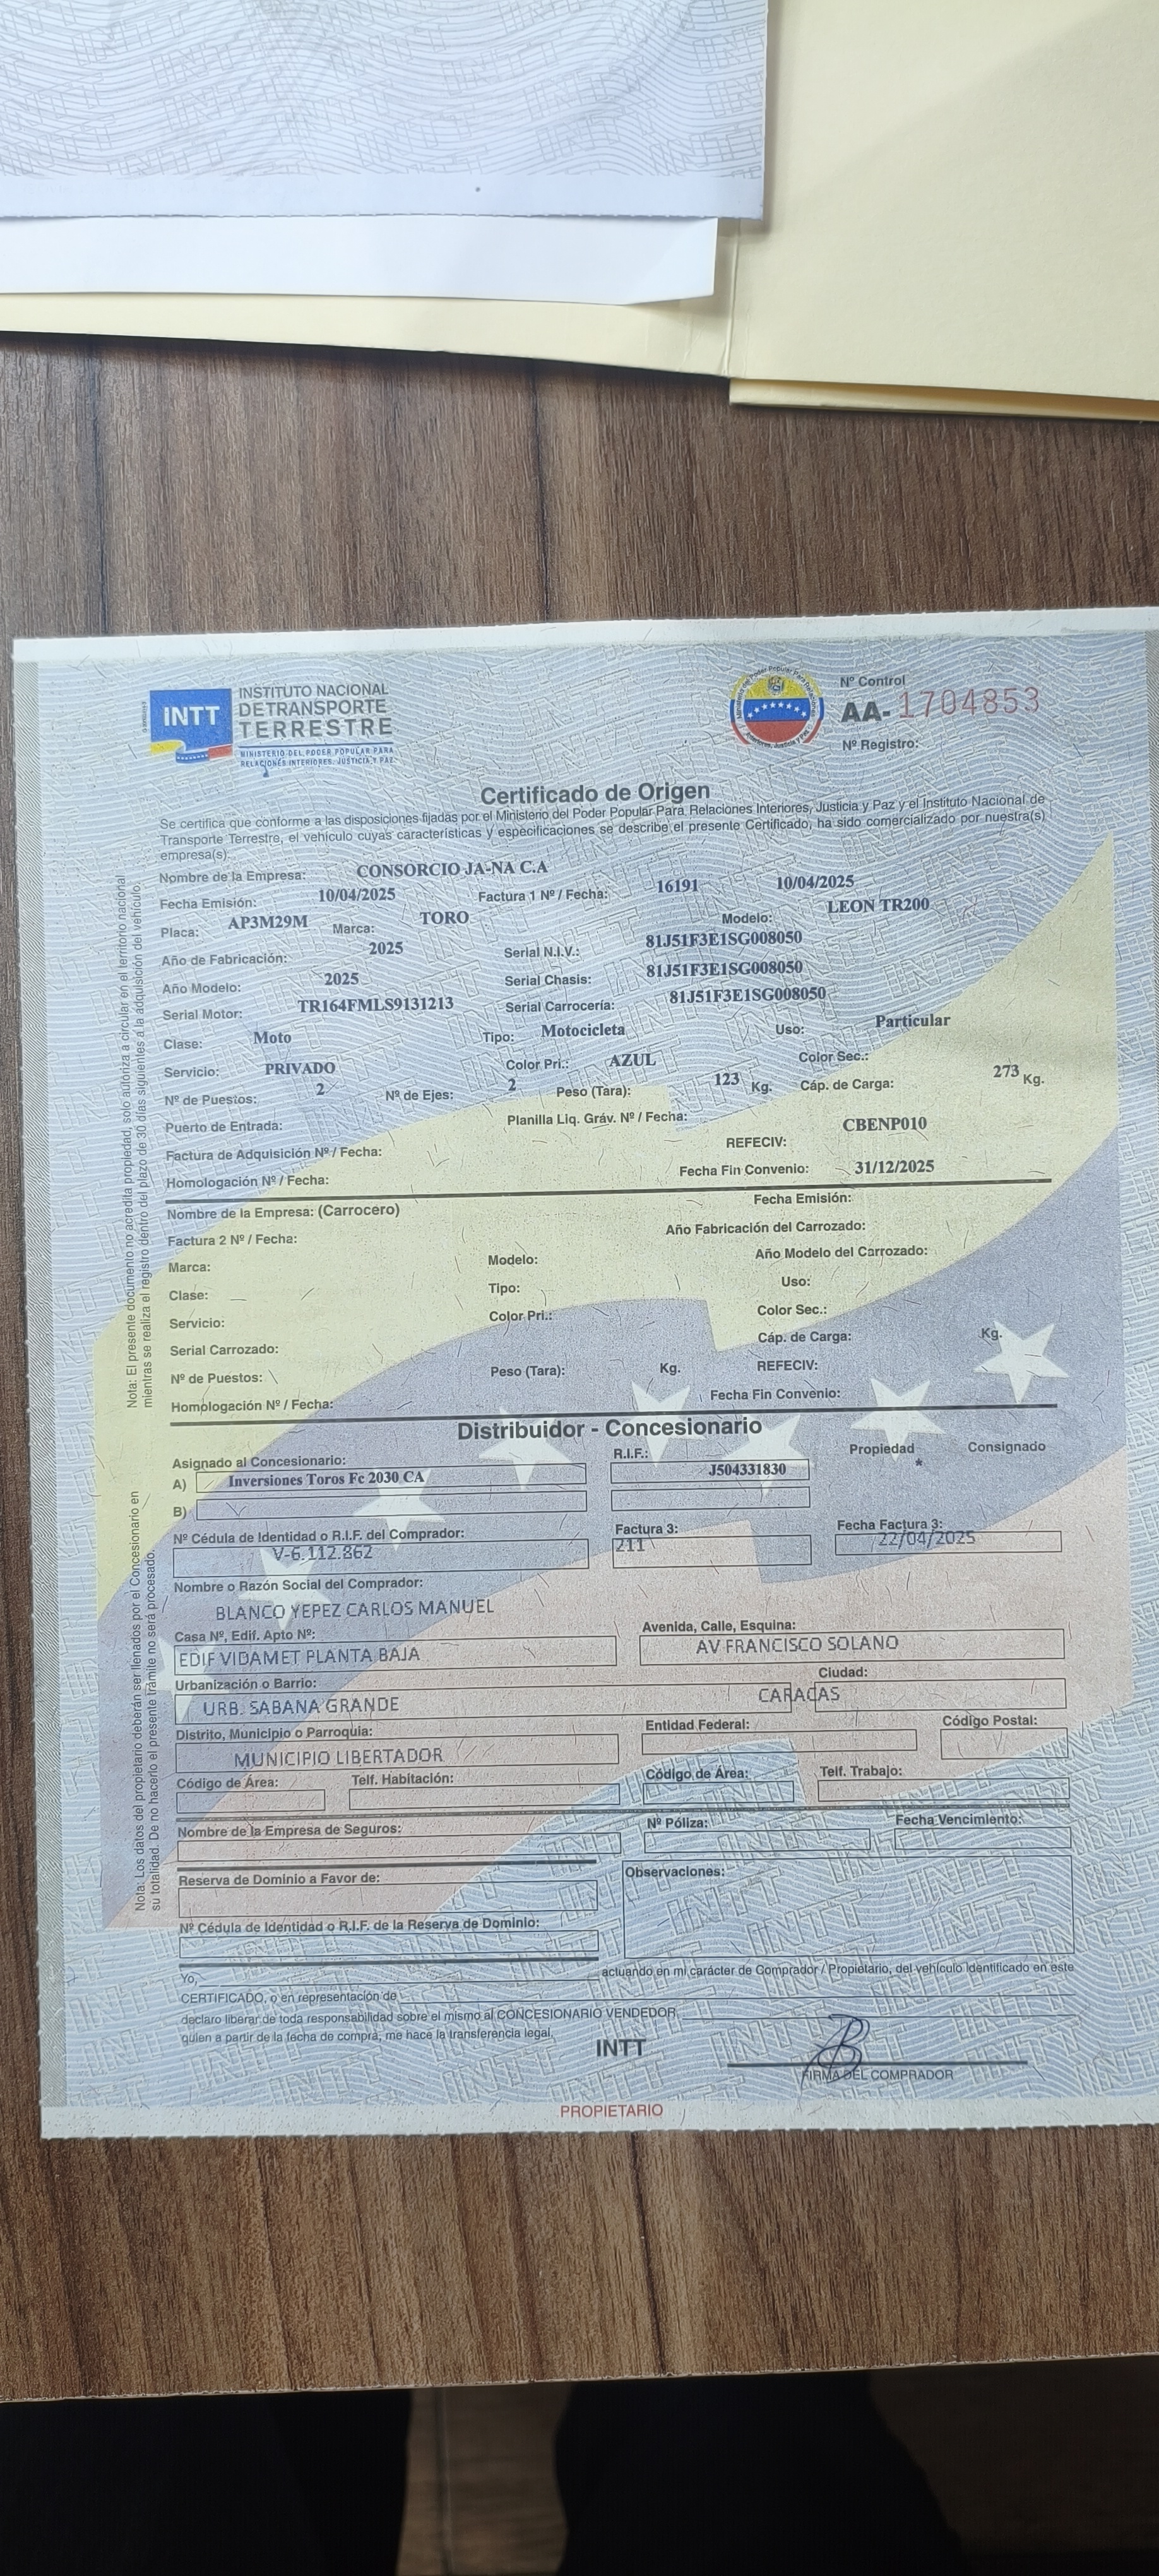 INTT
INSTITUTO NACIONAL
DE TRANSPORTE
TERRESTRE
MINISTERIO DEL PODER POPULAR PARA
RELACIONES INTERIORES, JUSTICIA Y PAZ
Nº Control
AA-1704853
Nº Registro:
Certificado de Origen
Se certifica que conforme a las disposiciones fijadas por el Ministerio del Poder Popular Para Relaciones Interiores, Justicia y Paz y el Instituto Nacional de
Transporte Terrestre, el vehículo cuyas características y especificaciones se describe el presente Certificado, ha sido comercializado por nuestra(s)
empresa(s).
Nombre de la Empresa: CONSORCIO JA-NA C.A
Fecha Emisión: 10/04/2025 Factura 1 Nº / Fecha: 16191 10/04/2025
Placa: AP3M29M Marca: TORO Modelo: LEON TR200
Año de Fabricación: 2025 Serial N.I.V.: 81J51F3E1SG008050
Año Modelo: 2025 Serial Chasis: 81J51F3E1SG008050
Serial Motor: TR164FMLS9131213 Serial Carrocería: 81J51F3E1SG008050
Clase: Moto Tipo: Motocicleta Uso: Particular
Servicio: PRIVADO Color Pri.: AZUL Color Sec.:
Nº de Puestos: 2 Nº de Ejes: 2 Peso (Tara): 123 Kg. Cáp. de Carga: 273 Kg.
Puerto de Entrada: Planilla Liq. Gráv. Nº / Fecha:
Factura de Adquisición Nº / Fecha: REFECIV: CBENP010
Homologación Nº / Fecha: Fecha Fin Convenio: 31/12/2025
Nombre de la Empresa: (Carrocero) Fecha Emisión:
Factura 2 Nº / Fecha: Año Fabricación del Carrozado:
Marca: Modelo: Año Modelo del Carrozado:
Clase: Tipo: Uso:
Servicio: Color Pri.: Color Sec.:
Serial Carrozado: Cáp. de Carga: Kg.
Nº de Puestos: Peso (Tara): Kg. REFECIV:
Homologación Nº / Fecha: Fecha Fin Convenio:
Distribuidor - Concesionario
Asignado al Concesionario: R.I.F.: Propiedad Consignado
A) Inversiones Toros Fc 2030 CA J504331830 *
B)
Nº Cédula de Identidad o R.I.F. del Comprador: Factura 3: Fecha Factura 3:
V-6.112.862 211 22/04/2025
Nombre o Razón Social del Comprador:
BLANCO YEPEZ CARLOS MANUEL
Casa Nº, Edif. Apto Nº: Avenida, Calle, Esquina:
EDIF VIDAMET PLANTA BAJA AV FRANCISCO SOLANO
Urbanización o Barrio: Ciudad:
URB. SABANA GRANDE CARACAS
Distrito, Municipio o Parroquia: Entidad Federal: Código Postal:
MUNICIPIO LIBERTADOR
Código de Área: Telf. Habitación: Código de Área: Telf. Trabajo:
Nombre de la Empresa de Seguros: Nº Póliza: Fecha Vencimiento:
Reserva de Dominio a Favor de: Observaciones:
Nº Cédula de Identidad o R.I.F. de la Reserva de Dominio:
Yo, actuando en mi carácter de Comprador / Propietario, del vehículo identificado en este
CERTIFICADO, o en representación de
declaro liberar de toda responsabilidad sobre el mismo al CONCESIONARIO VENDEDOR,
quien a partir de la fecha de compra, me hace la transferencia legal.
INTT
FIRMA DEL COMPRADOR
PROPIETARIO
Nota: El presente documento no acredita propiedad, solo autoriza a circular en el territorio nacional
mientras se realiza el registro dentro del plazo de 30 días siguientes a la adquisición del vehículo.
Nota: Los datos del propietario deberán ser llenados por el Concesionario en
su totalidad. De no hacerlo el presente trámite no será procesado.